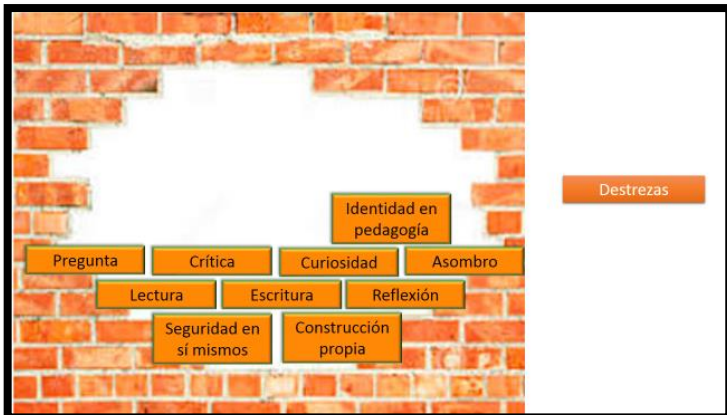 Identidad en
pedagogía
Destrezas
Pregunta
Crítica
Curiosidad
Asombro
Lectura
Escritura
Reflexión
Seguridad en
sí mismos
Construcción
propia